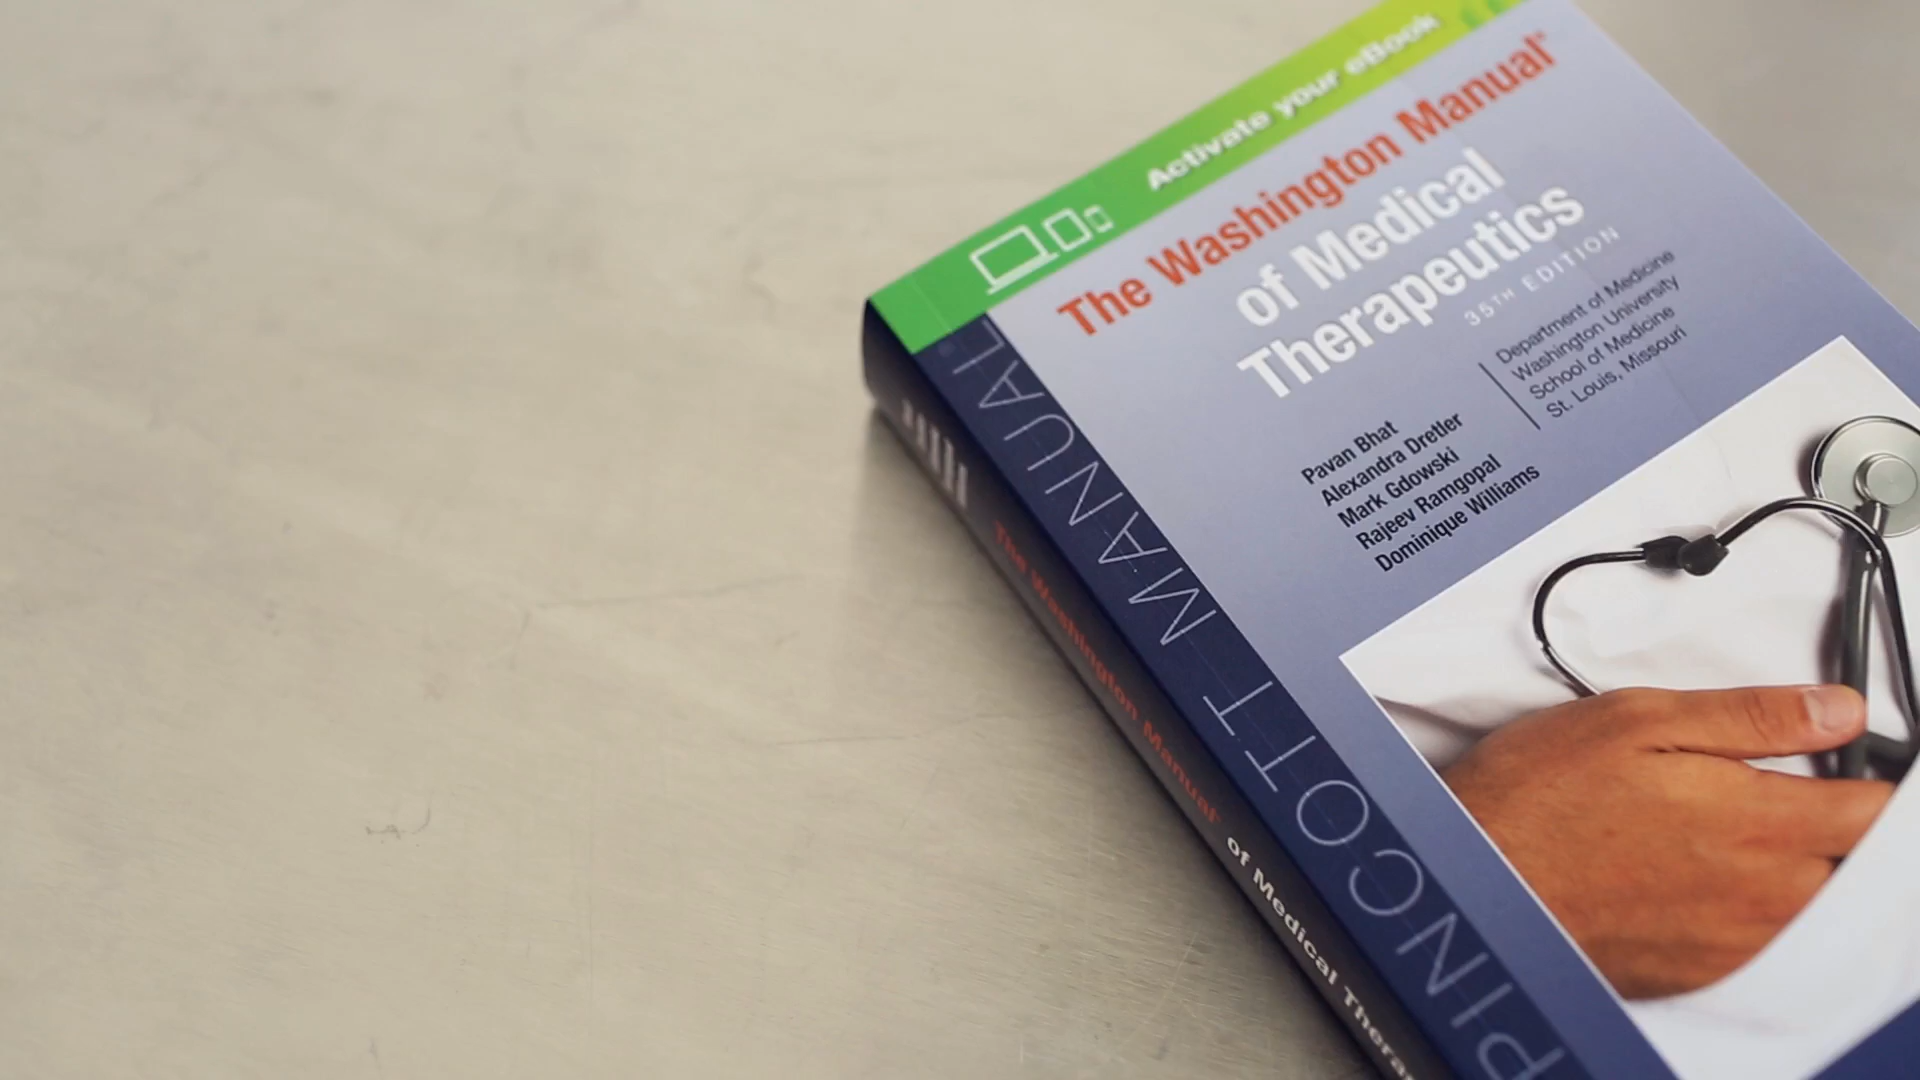 Activate your eBook
The Washington Manual®
of Medical
Therapeutics
35TH EDITION
Department of Medicine
Washington University
School of Medicine
St. Louis, Missouri
Pavan Bhat
Alexandra Dretler
Mark Gdowski
Rajeev Ramgopal
Dominique Williams
PINCOTT MANUAL
The Washington Manual® of Medical Therap